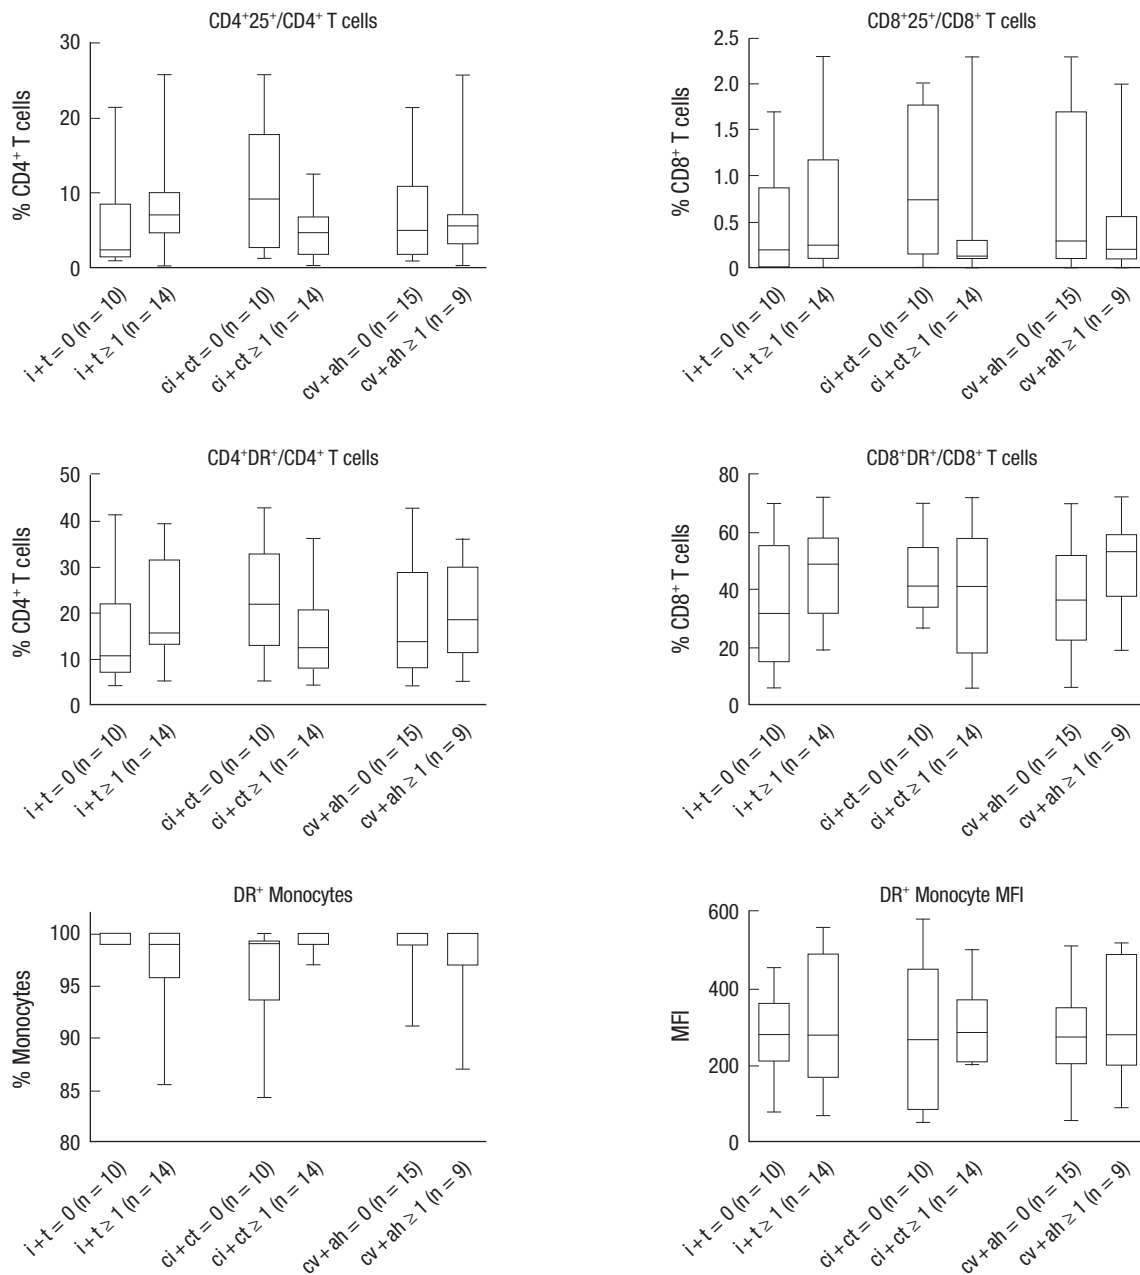 CD4⁺25⁺/CD4⁺ T cells
% CD4⁺ T cells
30
20
10
0
i + t = 0 (n = 10)
i + t ≥ 1 (n = 14)
ci + ct = 0 (n = 10)
ci + ct ≥ 1 (n = 14)
cv + ah = 0 (n = 15)
cv + ah ≥ 1 (n = 9)
CD8⁺25⁺/CD8⁺ T cells
% CD8⁺ T cells
2.5
2.0
1.5
1.0
0.5
0
i + t = 0 (n = 10)
i + t ≥ 1 (n = 14)
ci + ct = 0 (n = 10)
ci + ct ≥ 1 (n = 14)
cv + ah = 0 (n = 15)
cv + ah ≥ 1 (n = 9)
CD4⁺DR⁺/CD4⁺ T cells
% CD4⁺ T cells
50
40
30
20
10
0
i + t = 0 (n = 10)
i + t ≥ 1 (n = 14)
ci + ct = 0 (n = 10)
ci + ct ≥ 1 (n = 14)
cv + ah = 0 (n = 15)
cv + ah ≥ 1 (n = 9)
CD8⁺DR⁺/CD8⁺ T cells
% CD8⁺ T cells
80
60
40
20
0
i + t = 0 (n = 10)
i + t ≥ 1 (n = 14)
ci + ct = 0 (n = 10)
ci + ct ≥ 1 (n = 14)
cv + ah = 0 (n = 15)
cv + ah ≥ 1 (n = 9)
DR⁺ Monocytes
% Monocytes
100
95
90
85
80
i + t = 0 (n = 10)
i + t ≥ 1 (n = 14)
ci + ct = 0 (n = 10)
ci + ct ≥ 1 (n = 14)
cv + ah = 0 (n = 15)
cv + ah ≥ 1 (n = 9)
DR⁺ Monocyte MFI
MFI
600
400
200
0
i + t = 0 (n = 10)
i + t ≥ 1 (n = 14)
ci + ct = 0 (n = 10)
ci + ct ≥ 1 (n = 14)
cv + ah = 0 (n = 15)
cv + ah ≥ 1 (n = 9)